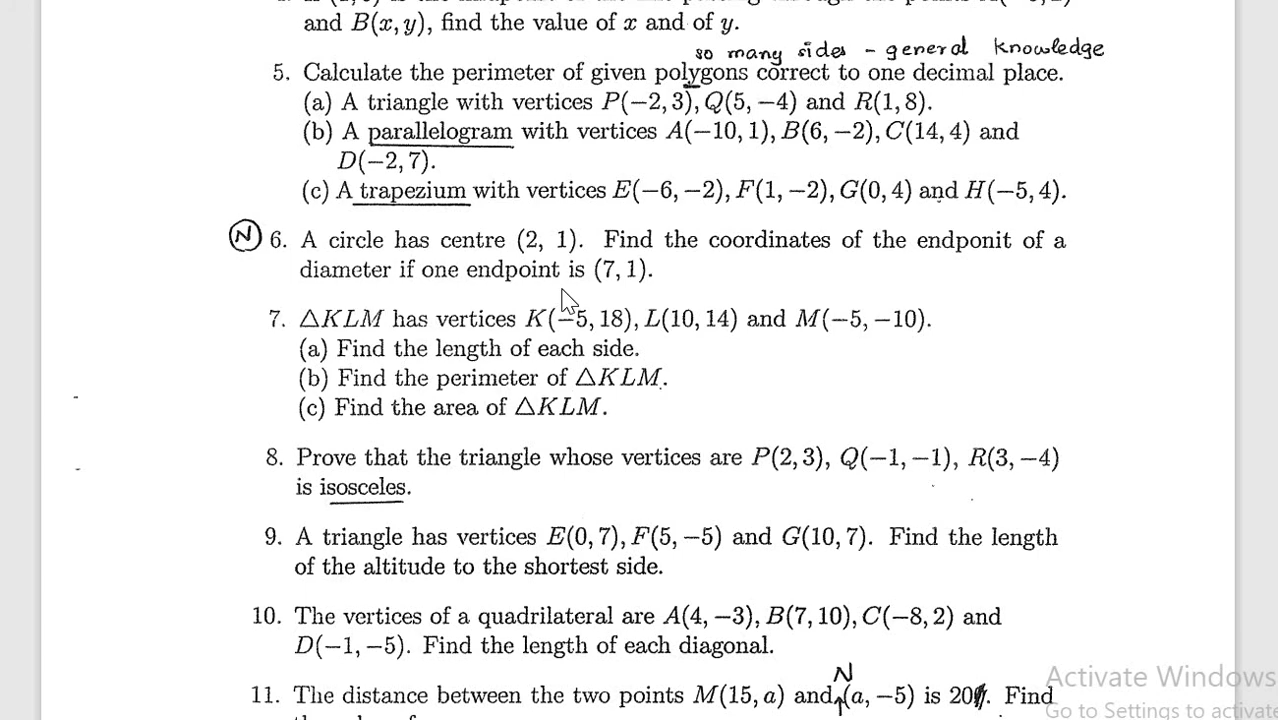 and B(x, y), find the value of x and of y.
so many sides - general knowledge
5. Calculate the perimeter of given polygons correct to one decimal place.
(a) A triangle with vertices P(−2, 3), Q(5, −4) and R(1, 8).
(b) A parallelogram with vertices A(−10, 1), B(6, −2), C(14, 4) and
D(−2, 7).
(c) A trapezium with vertices E(−6, −2), F(1, −2), G(0, 4) and H(−5, 4).
N 6. A circle has centre (2, 1). Find the coordinates of the endponit of a
diameter if one endpoint is (7, 1).
7. △KLM has vertices K(−5, 18), L(10, 14) and M(−5, −10).
(a) Find the length of each side.
(b) Find the perimeter of △KLM.
(c) Find the area of △KLM.
8. Prove that the triangle whose vertices are P(2, 3), Q(−1, −1), R(3, −4)
is isosceles.
9. A triangle has vertices E(0, 7), F(5, −5) and G(10, 7). Find the length
of the altitude to the shortest side.
10. The vertices of a quadrilateral are A(4, −3), B(7, 10), C(−8, 2) and
D(−1, −5). Find the length of each diagonal.
N
11. The distance between the two points M(15, a) and (a, −5) is 20. Find
Activate Windows
Go to Settings to activate